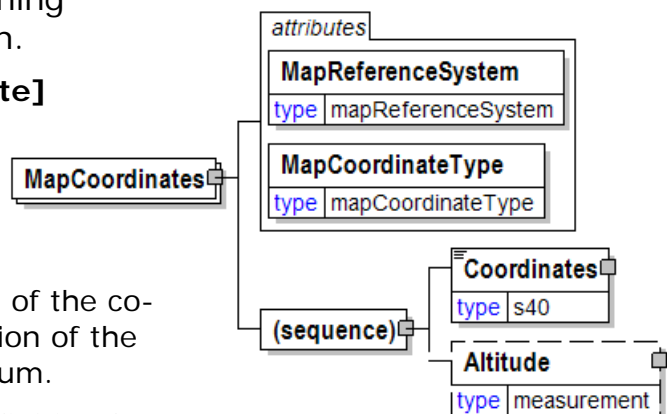 ning
n.
te]
of the co-
ion of the
um.
attributes
MapReferenceSystem
type mapReferenceSystem
MapCoordinateType
type mapCoordinateType
MapCoordinates
(sequence)
Coordinates
type s40
Altitude
type measurement